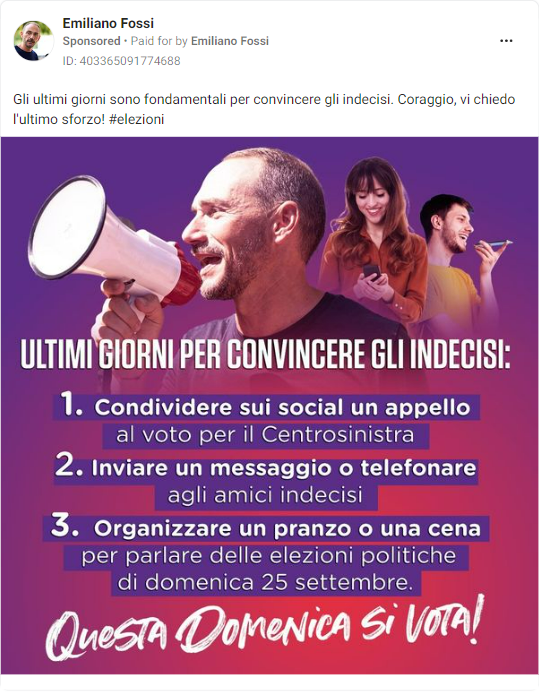 Emiliano Fossi
Sponsored • Paid for by Emiliano Fossi
ID: 403365091774688
Gli ultimi giorni sono fondamentali per convincere gli indecisi. Coraggio, vi chiedo
l'ultimo sforzo! #elezioni
ULTIMI GIORNI PER CONVINCERE GLI INDECISI:
1. Condividere sui social un appello
al voto per il Centrosinistra
2. Inviare un messaggio o telefonare
agli amici indecisi
3. Organizzare un pranzo o una cena
per parlare delle elezioni politiche
di domenica 25 settembre.
Questa Domenica si vota!